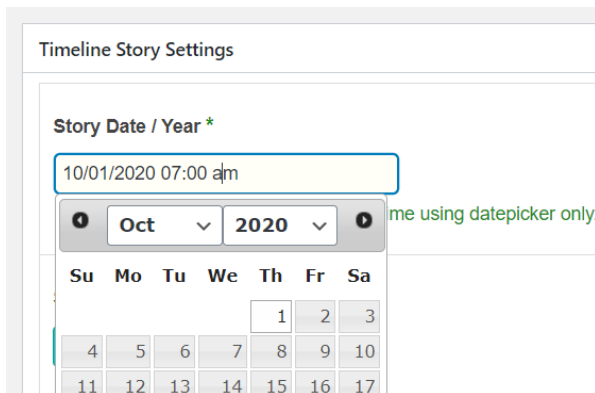 Timeline Story Settings
Story Date / Year *
10/01/2020 07:00 am
me using datepicker only.
Oct 2020
Su Mo Tu We Th Fr Sa
1 2 3
4 5 6 7 8 9 10
11 12 13 14 15 16 17